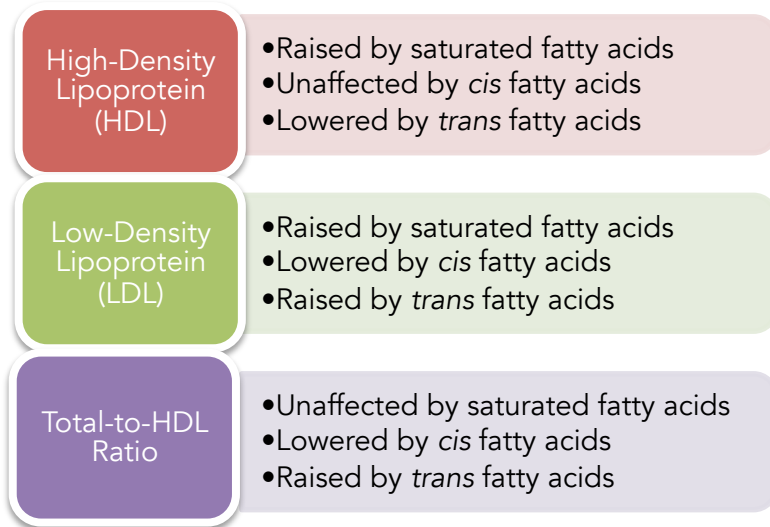 High-Density
Lipoprotein
(HDL)
•Raised by saturated fatty acids
•Unaffected by cis fatty acids
•Lowered by trans fatty acids
Low-Density
Lipoprotein
(LDL)
•Raised by saturated fatty acids
•Lowered by cis fatty acids
•Raised by trans fatty acids
Total-to-HDL
Ratio
•Unaffected by saturated fatty acids
•Lowered by cis fatty acids
•Raised by trans fatty acids